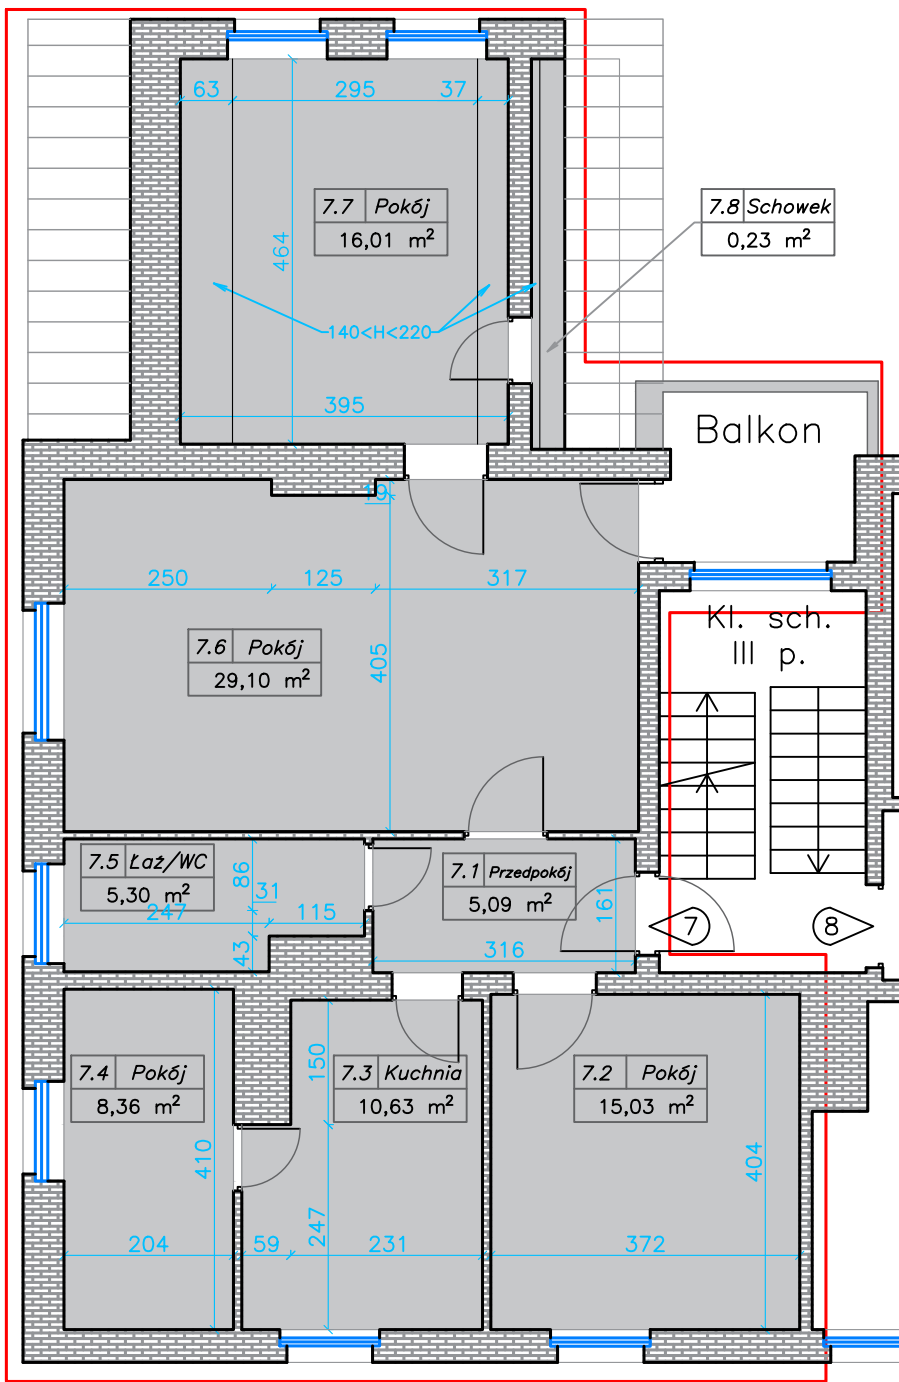 63 295 37
7.7 Pokój
16,01 m²
464
140<H<220
395
7.8 Schowek
0,23 m²
Balkon
19
250 125 317
7.6 Pokój
29,10 m²
405
Kl. sch.
III p.
7.5 Łaź/WC
5,30 m²
86
31
247 115
43
7.1 Przedpokój
5,09 m²
161
316
7
8
7.4 Pokój
8,36 m²
410
204
150
7.3 Kuchnia
10,63 m²
247
59 231
7.2 Pokój
15,03 m²
404
372